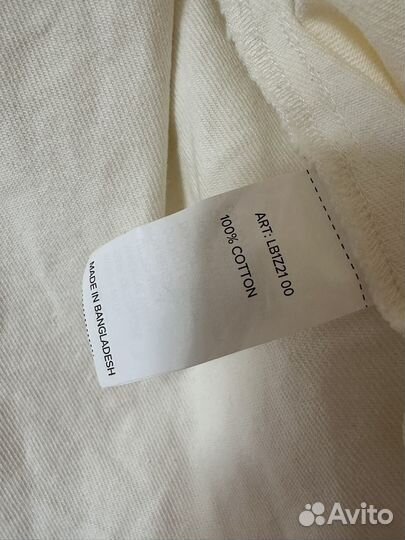 ART: LB1Z21 00
100% COTTON
MADE IN BANGLADESH
Avito